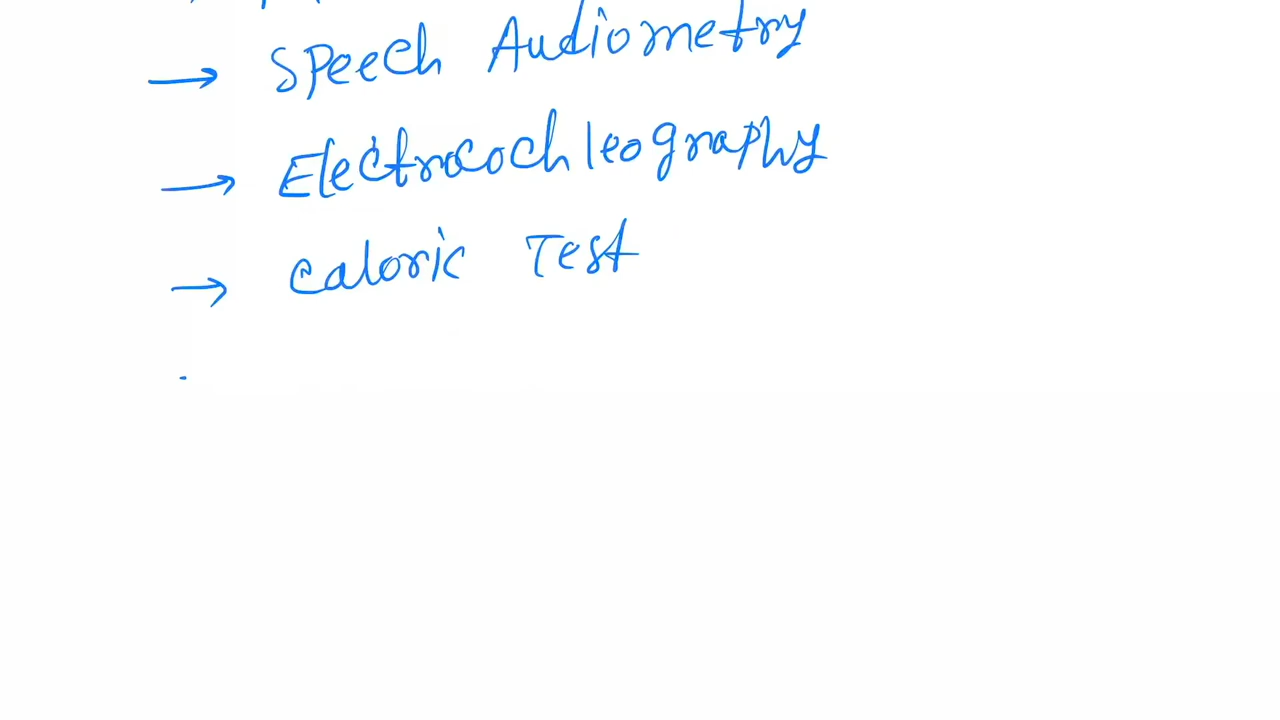 → Speech Audiometry
→ Electrocochleography
→ Caloric Test